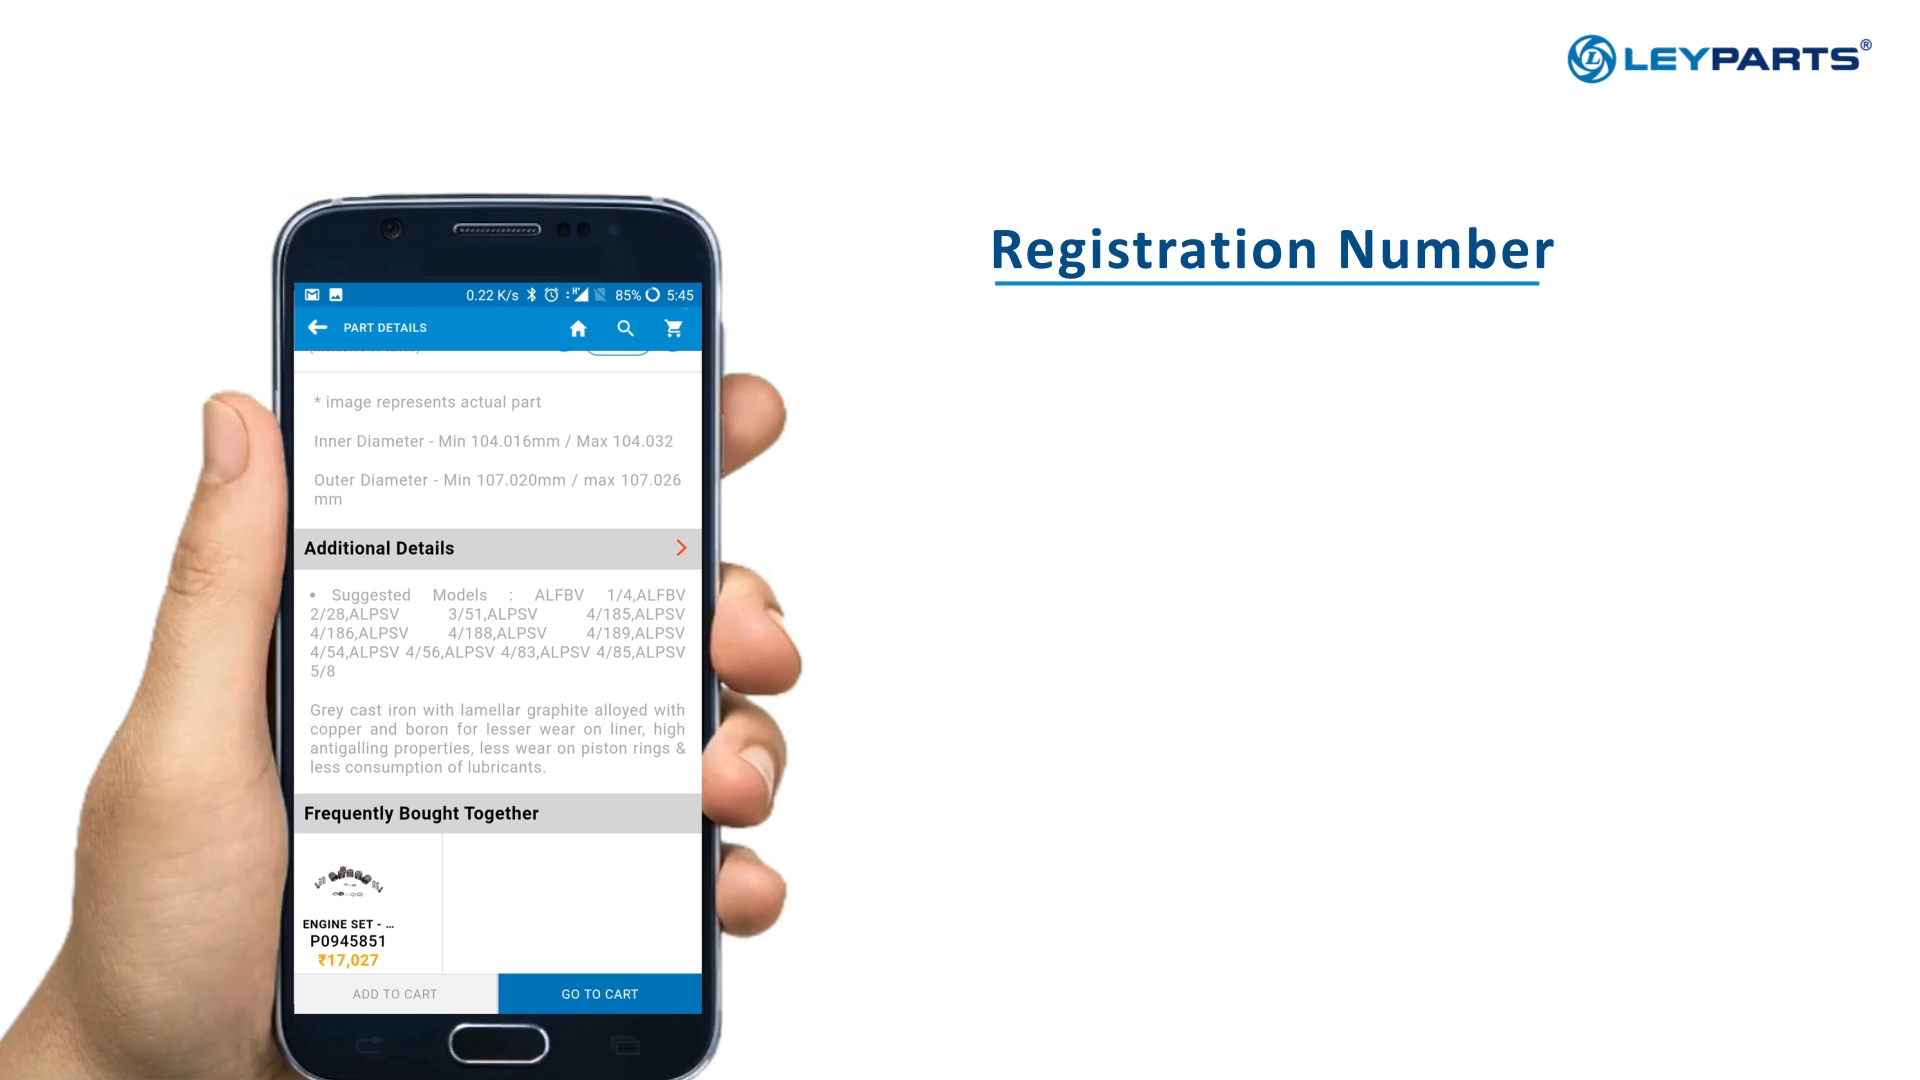 LEYPARTS®
Registration Number
0.22 K/s H+ 85% 5:45
PART DETAILS
* image represents actual part
Inner Diameter - Min 104.016mm / Max 104.032
Outer Diameter - Min 107.020mm / max 107.026
mm
Additional Details
• Suggested Models : ALFBV 1/4,ALFBV
2/28,ALPSV 3/51,ALPSV 4/185,ALPSV
4/186,ALPSV 4/188,ALPSV 4/189,ALPSV
4/54,ALPSV 4/56,ALPSV 4/83,ALPSV 4/85,ALPSV
5/8
Grey cast iron with lamellar graphite alloyed with
copper and boron for lesser wear on liner, high
antigalling properties, less wear on piston rings &
less consumption of lubricants.
Frequently Bought Together
ENGINE SET - ...
P0945851
₹17,027
ADD TO CART
GO TO CART